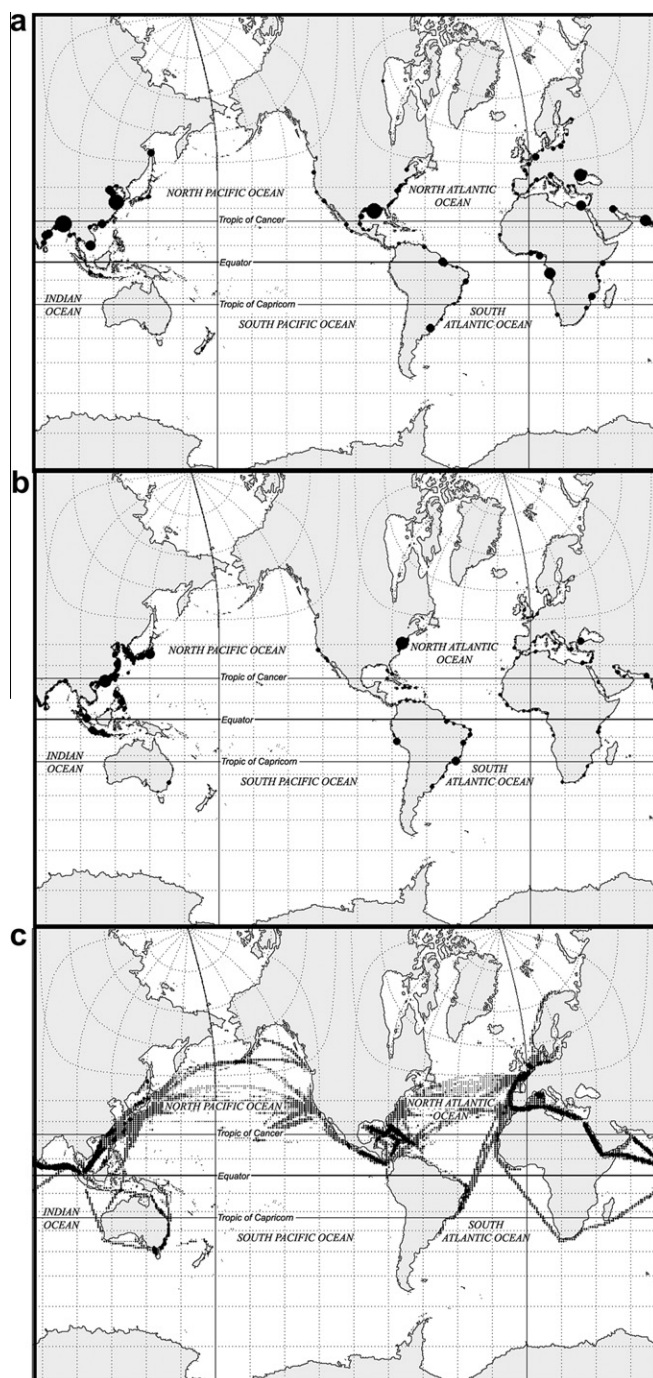 a
NORTH PACIFIC OCEAN
NORTH ATLANTIC
OCEAN
Tropic of Cancer
Equator
INDIAN
OCEAN
Tropic of Capricorn
SOUTH PACIFIC OCEAN
SOUTH
ATLANTIC OCEAN
b
NORTH PACIFIC OCEAN
NORTH ATLANTIC
OCEAN
Tropic of Cancer
Equator
INDIAN
OCEAN
Tropic of Capricorn
SOUTH PACIFIC OCEAN
SOUTH
ATLANTIC OCEAN
c
NORTH PACIFIC OCEAN
NORTH ATLANTIC
OCEAN
Tropic of Cancer
Equator
INDIAN
OCEAN
Tropic of Capricorn
SOUTH PACIFIC OCEAN
SOUTH
ATLANTIC OCEAN